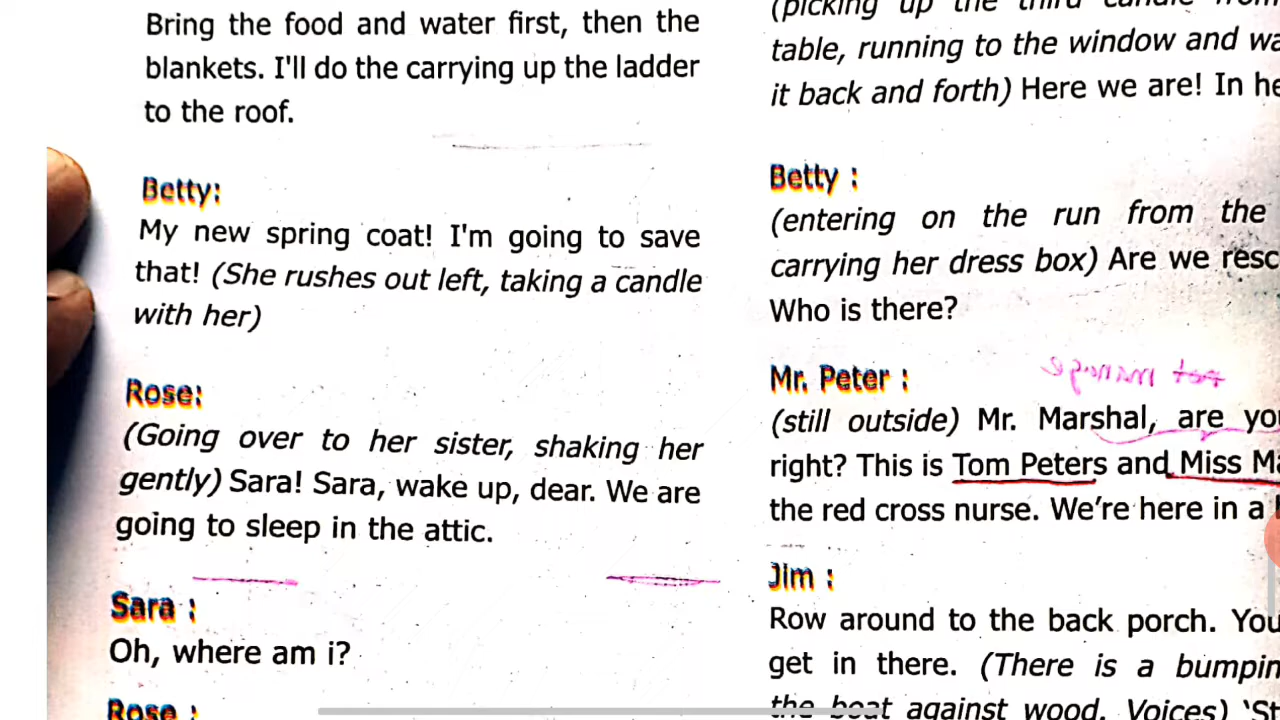 Bring the food and water first, then the
blankets. I'll do the carrying up the ladder
to the roof.
Betty:
My new spring coat! I'm going to save
that! (She rushes out left, taking a candle
with her)
Rose:
(Going over to her sister, shaking her
gently) Sara! Sara, wake up, dear. We are
going to sleep in the attic.
Sara :
Oh, where am i?
Rose :
(picking up the third candle from
table, running to the window and
it back and forth) Here we are! In
Betty :
(entering on the run from the
carrying her dress box) Are we
Who is there?
Mr. Peter :
(still outside) Mr. Marshal, are
right? This is Tom Peters and Miss
the red cross nurse. We're here in a
Jim :
Row around to the back porch. You
get in there. (There is a
the boat against wood. Voices)